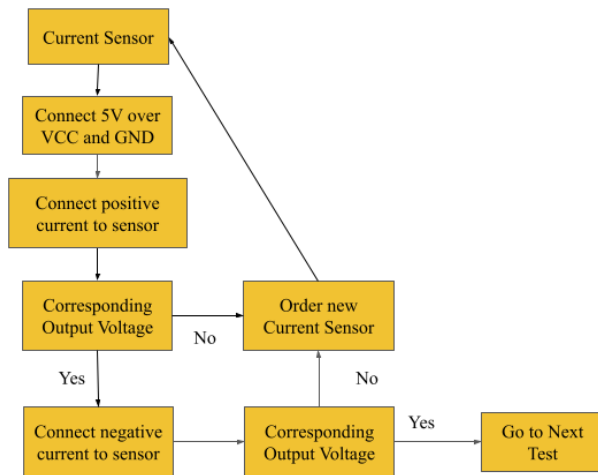 Current Sensor
Connect 5V over
VCC and GND
Connect positive
current to sensor
Corresponding
Output Voltage
No
Order new
Current Sensor
Yes
No
Connect negative
current to sensor
Corresponding
Output Voltage
Yes
Go to Next
Test